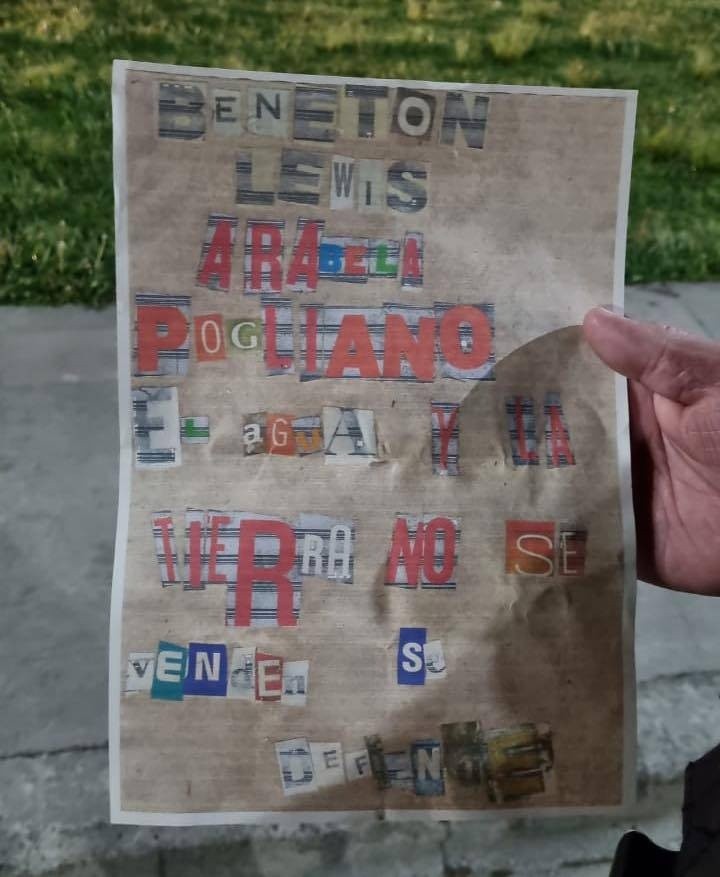 BENETON
LEWIS
ARABELA
POGLIANO
EL aGuA Y LA
TIERRA NO SE
VENdEn SE
DEFIENDE